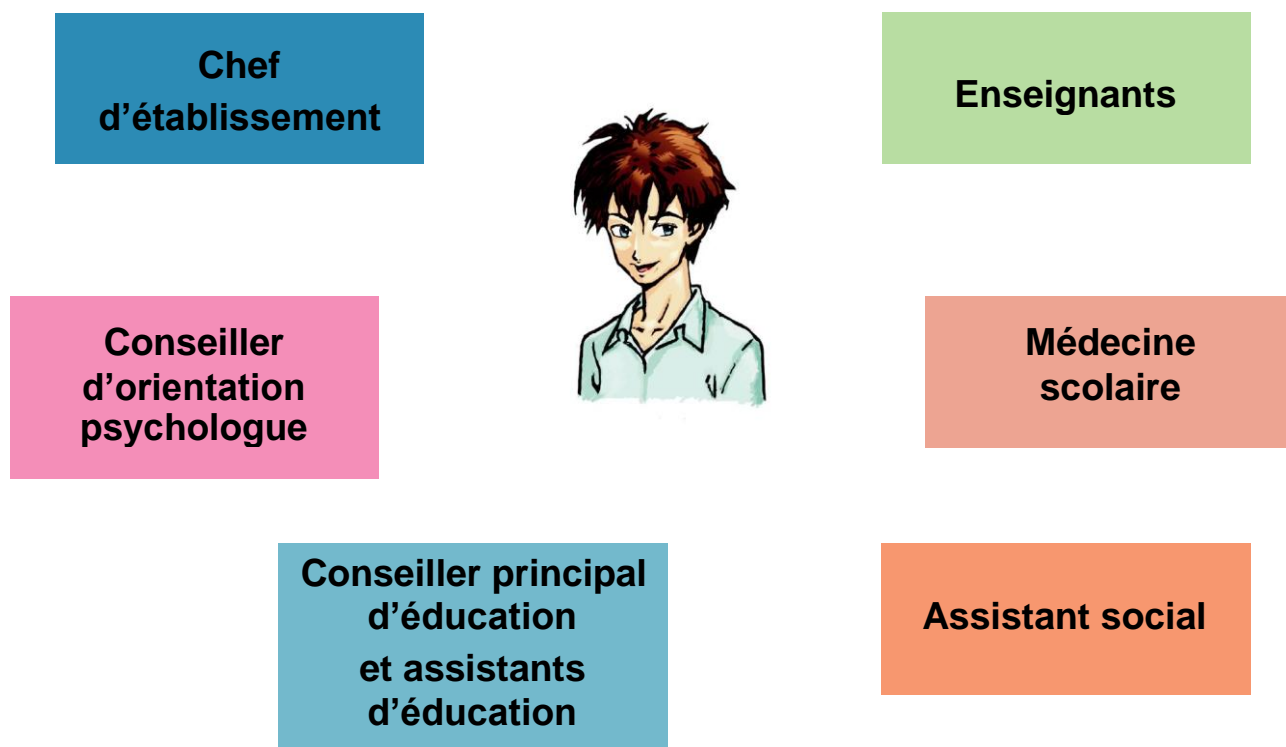 Chef
d’établissement
Enseignants
Conseiller
d’orientation
psychologue
Médecine
scolaire
Conseiller principal
d’éducation
et assistants
d’éducation
Assistant social